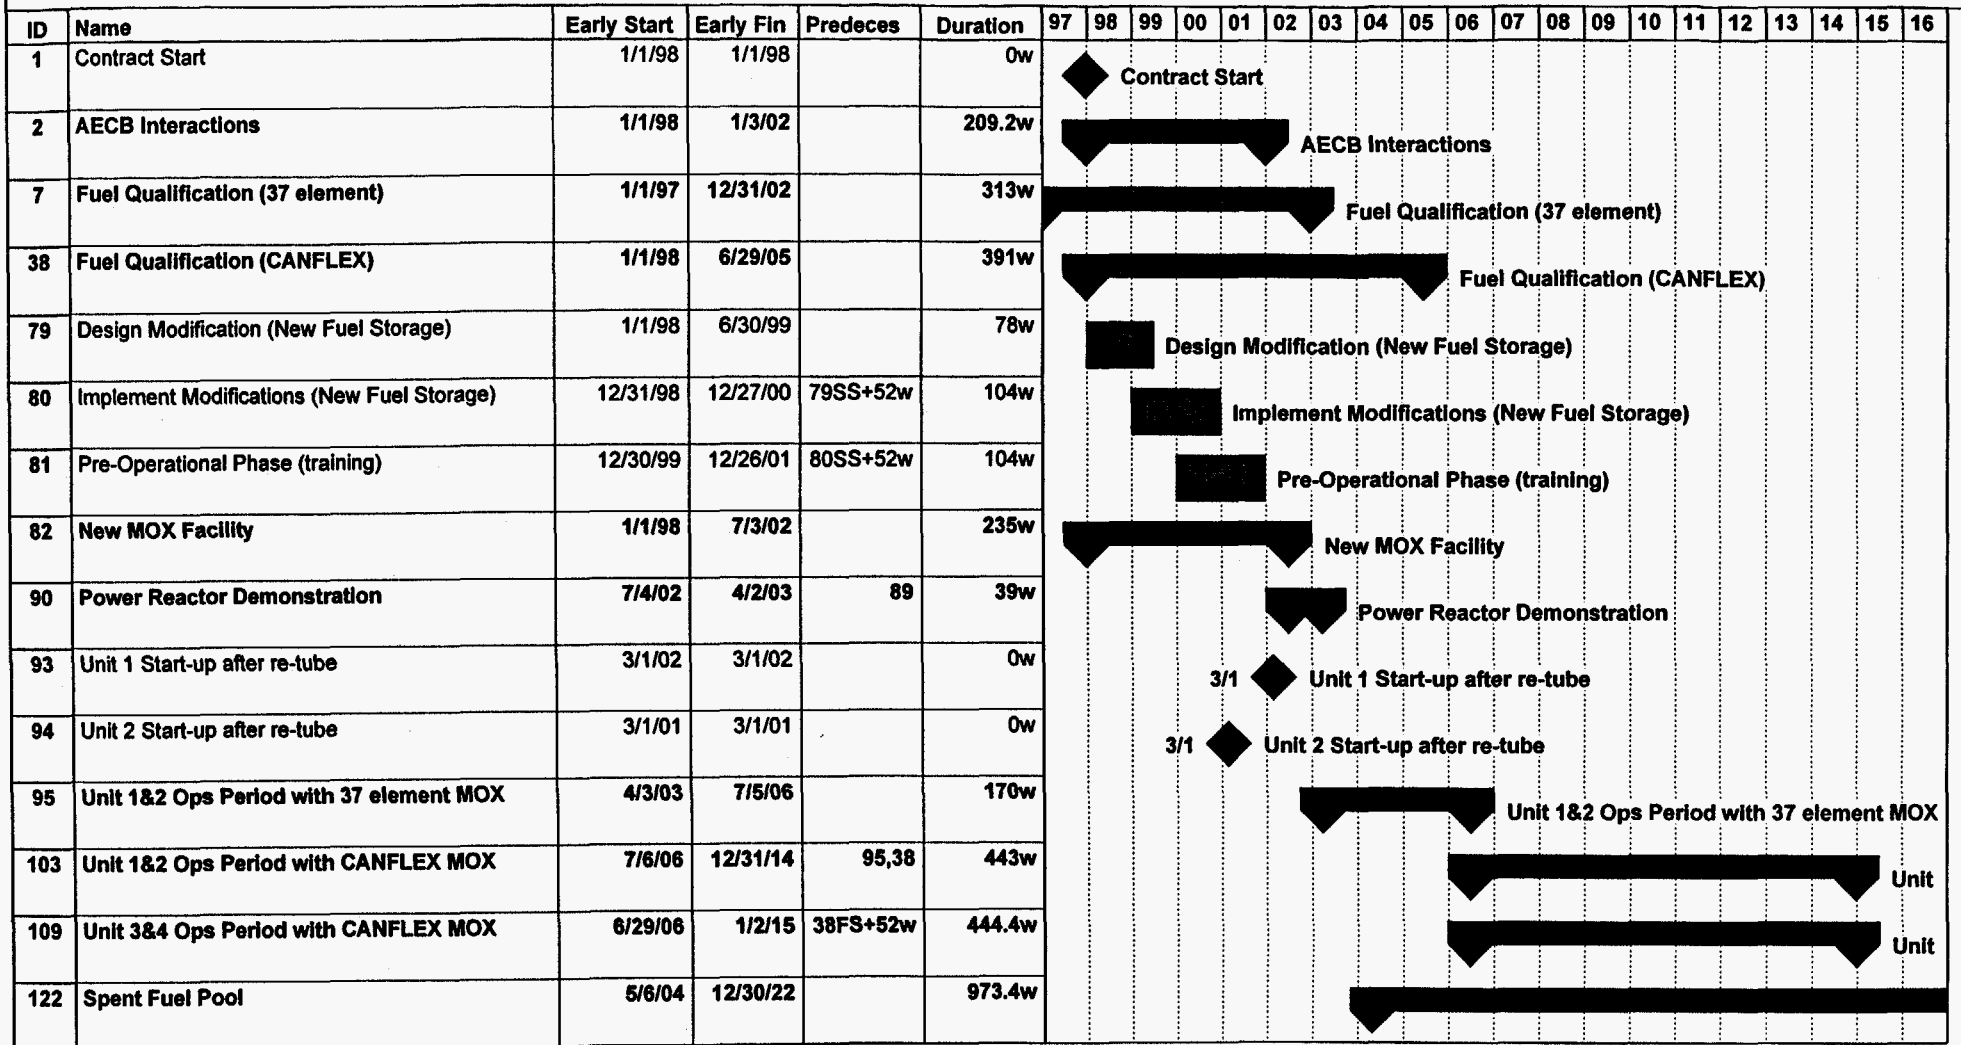 ID Name Early Start Early Fin Predeces Duration 97 98 99 00 01 02 03 04 05 06 07 08 09 10 11 12 13 14 15 16
1 Contract Start 1/1/98 1/1/98 0w Contract Start
2 AECB Interactions 1/1/98 1/3/02 209.2w AECB Interactions
7 Fuel Qualification (37 element) 1/1/97 12/31/02 313w Fuel Qualification (37 element)
38 Fuel Qualification (CANFLEX) 1/1/98 6/29/05 391w Fuel Qualification (CANFLEX)
79 Design Modification (New Fuel Storage) 1/1/98 6/30/99 78w Design Modification (New Fuel Storage)
80 Implement Modifications (New Fuel Storage) 12/31/98 12/27/00 79SS+52w 104w Implement Modifications (New Fuel Storage)
81 Pre-Operational Phase (training) 12/30/99 12/26/01 80SS+52w 104w Pre-Operational Phase (training)
82 New MOX Facility 1/1/98 7/3/02 235w New MOX Facility
90 Power Reactor Demonstration 7/4/02 4/2/03 89 39w Power Reactor Demonstration
93 Unit 1 Start-up after re-tube 3/1/02 3/1/02 0w 3/1 Unit 1 Start-up after re-tube
94 Unit 2 Start-up after re-tube 3/1/01 3/1/01 0w 3/1 Unit 2 Start-up after re-tube
95 Unit 1&2 Ops Period with 37 element MOX 4/3/03 7/5/06 170w Unit 1&2 Ops Period with 37 element MOX
103 Unit 1&2 Ops Period with CANFLEX MOX 7/6/06 12/31/14 95,38 443w Unit
109 Unit 3&4 Ops Period with CANFLEX MOX 6/29/06 1/2/15 38FS+52w 444.4w Unit
122 Spent Fuel Pool 5/6/04 12/30/22 973.4w